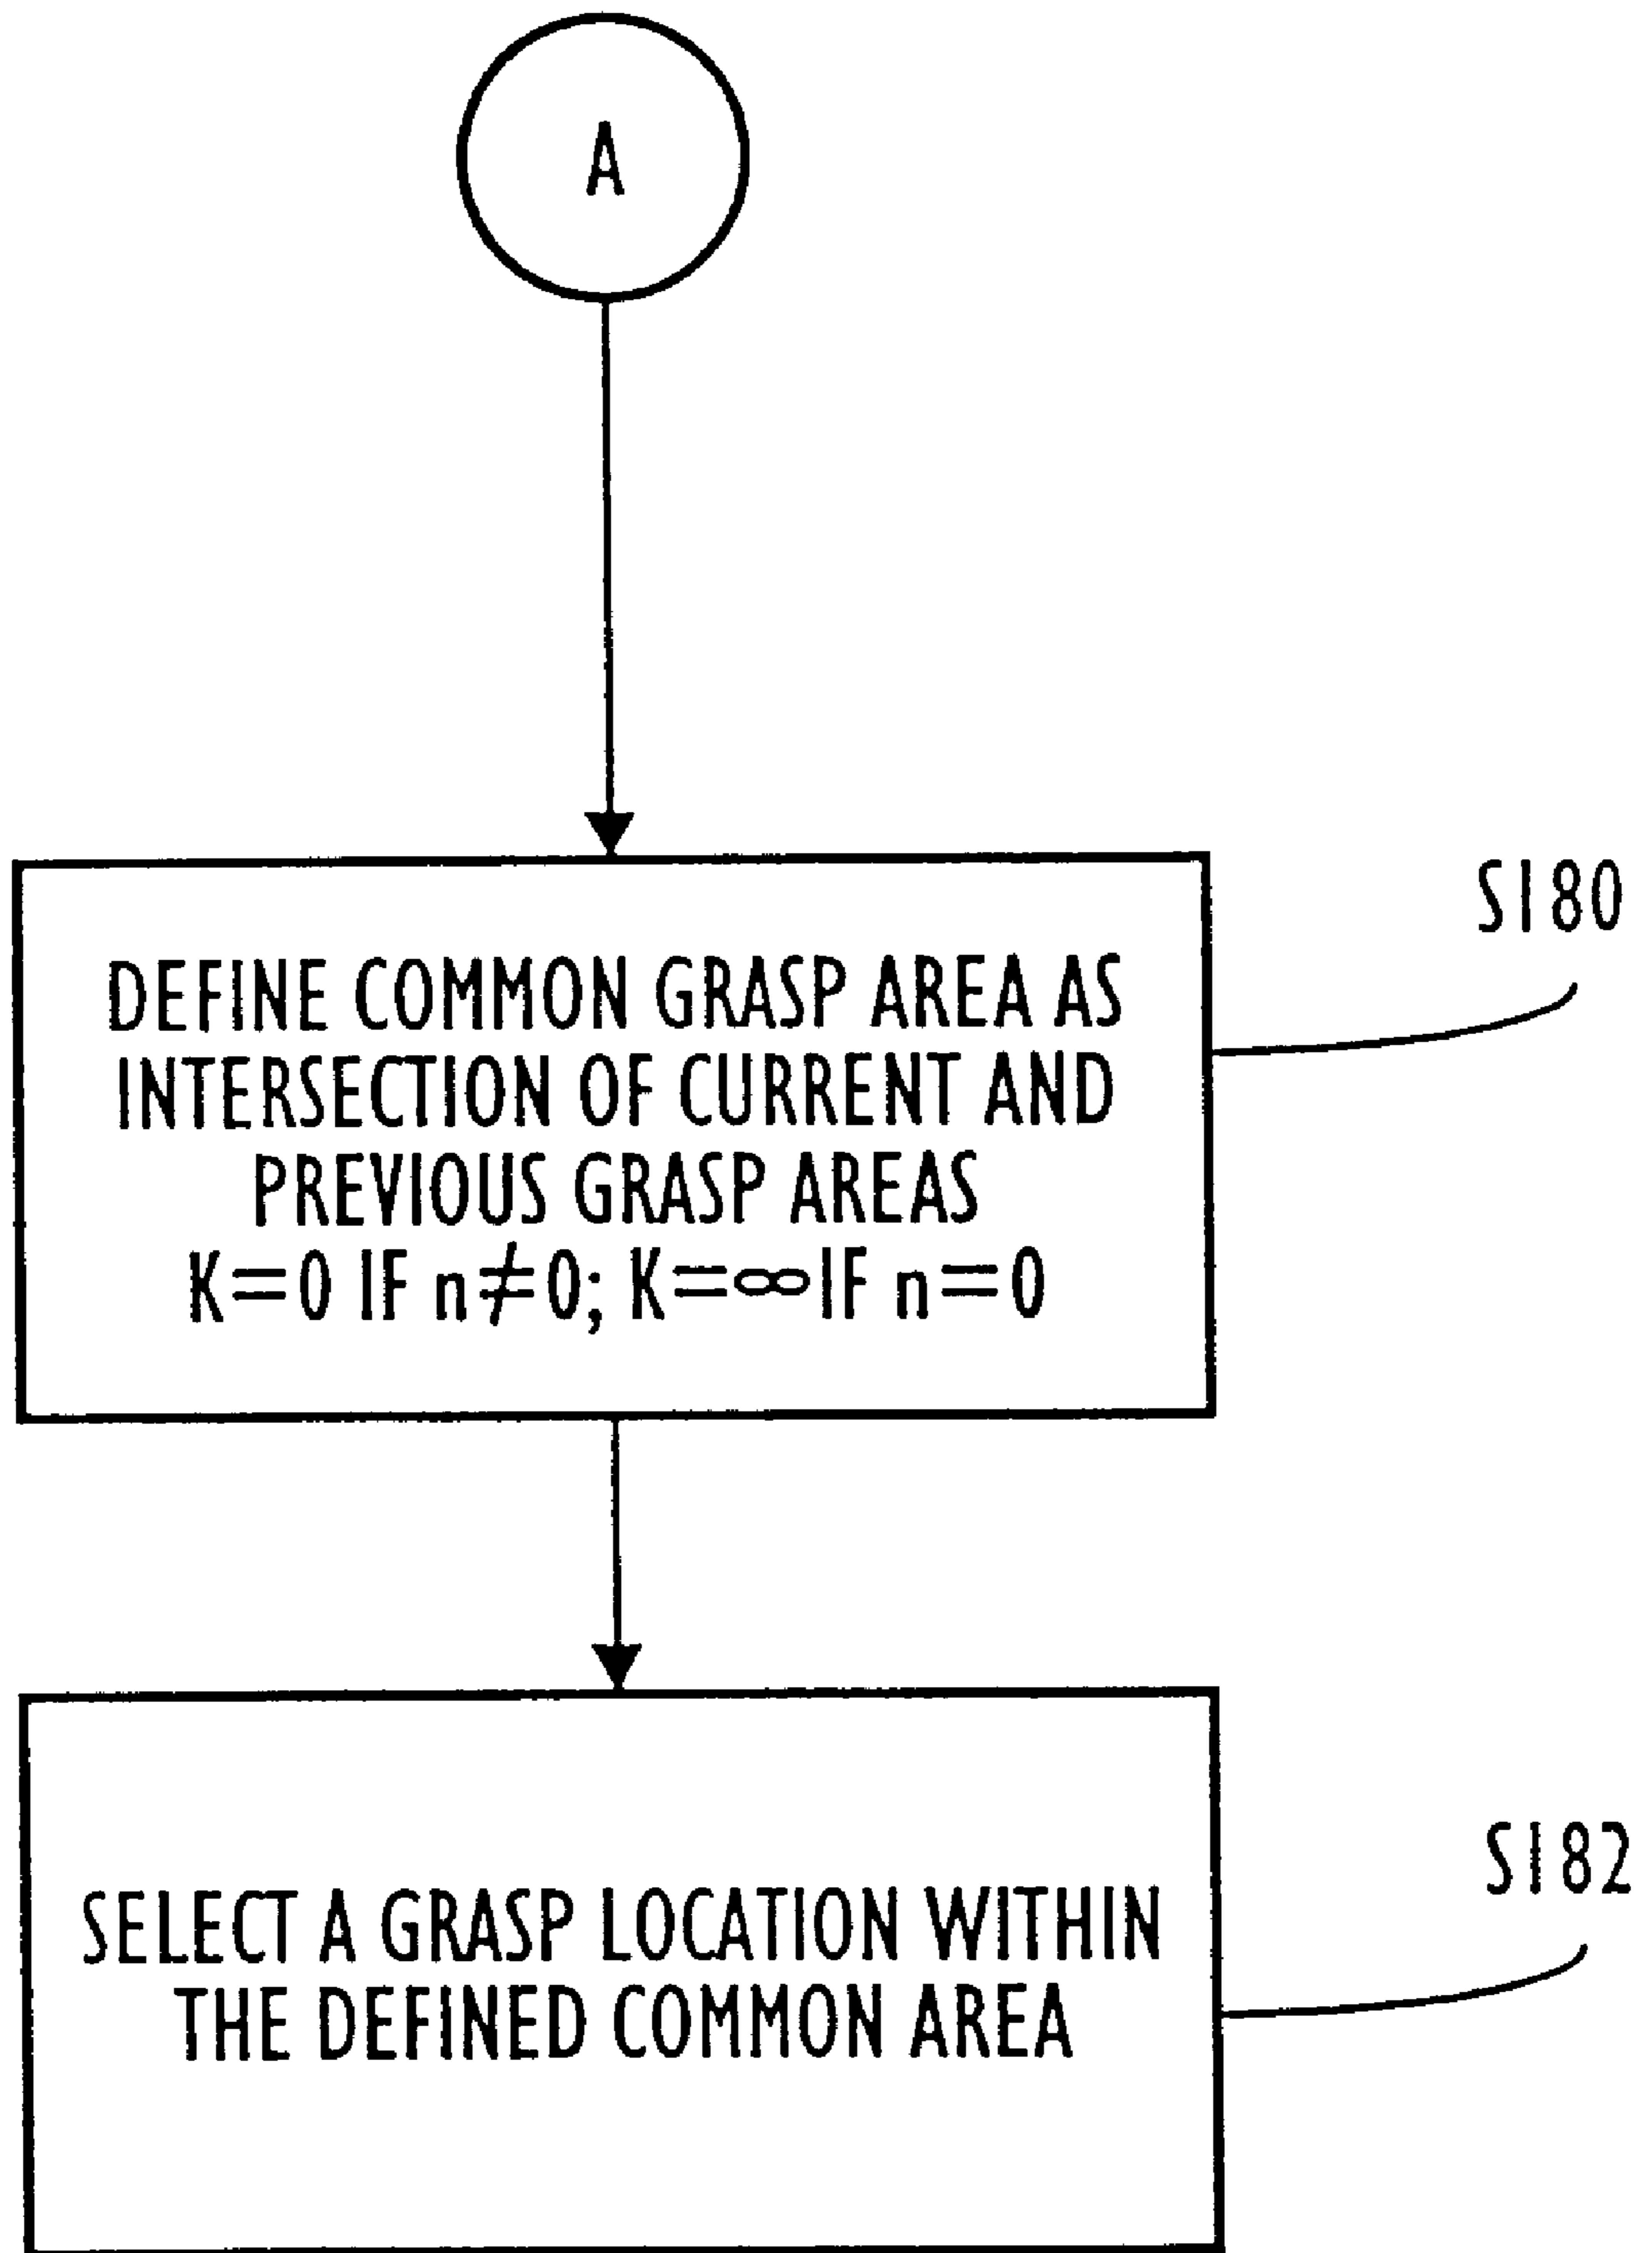 A
S180
DEFINE COMMON GRASP AREA AS
INTERSECTION OF CURRENT AND
PREVIOUS GRASP AREAS
K=0 IF n≠0; K=∞ IF n=0
S182
SELECT A GRASP LOCATION WITHIN
THE DEFINED COMMON AREA